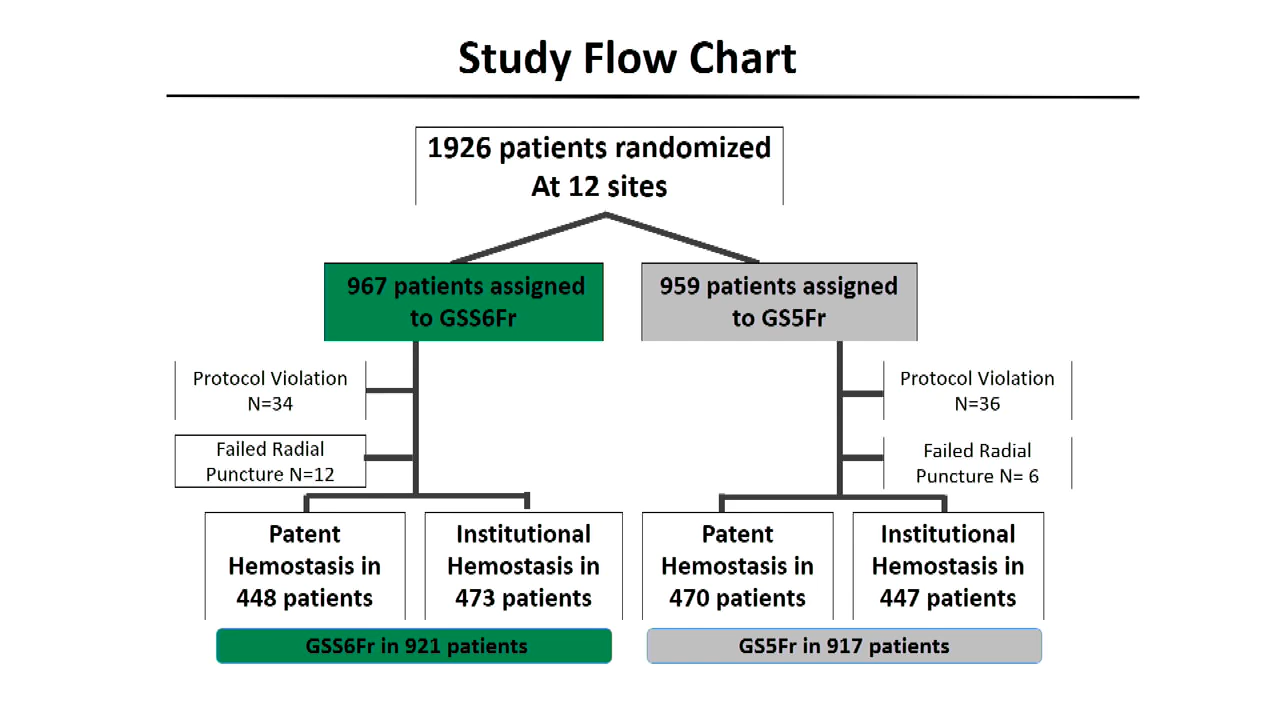 Study Flow Chart
1926 patients randomized
At 12 sites
967 patients assigned
to GSS6Fr
959 patients assigned
to GS5Fr
Protocol Violation
N=34
Protocol Violation
N=36
Failed Radial
Puncture N=12
Failed Radial
Puncture N= 6
Patent
Hemostasis in
448 patients
Institutional
Hemostasis in
473 patients
Patent
Hemostasis in
470 patients
Institutional
Hemostasis in
447 patients
GSS6Fr in 921 patients
GS5Fr in 917 patients